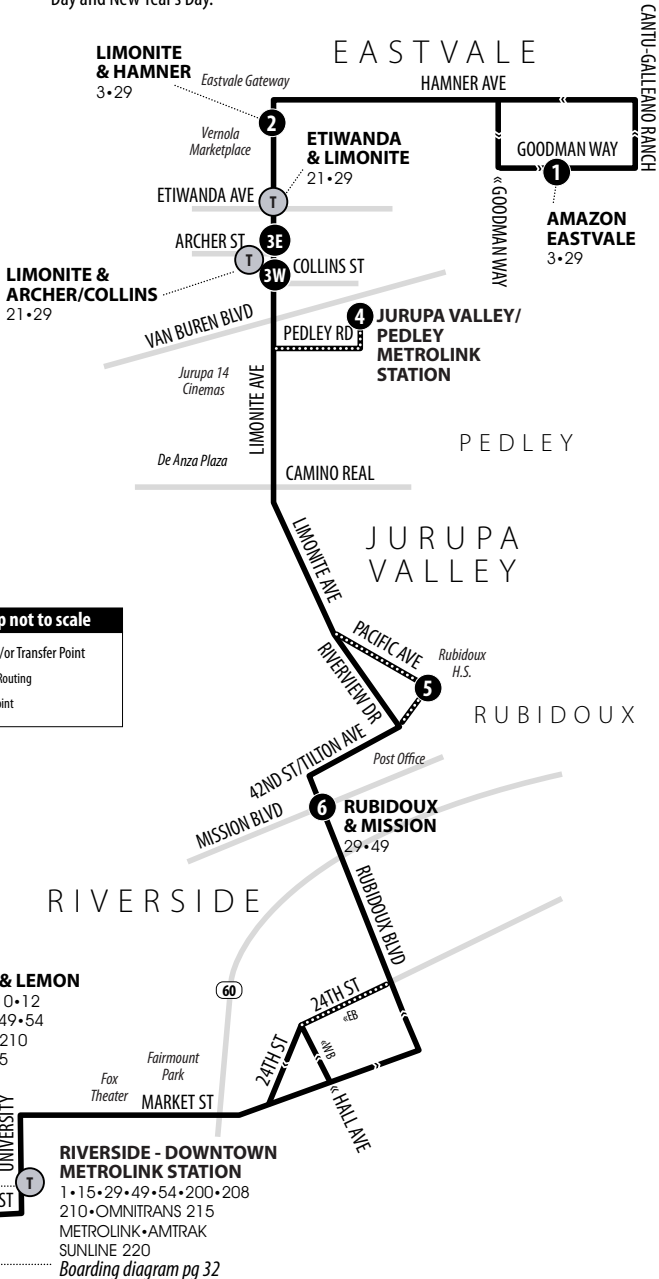 Day and New Year's Day.
EASTVALE
CANTU-GALLEANO RANCH
LIMONITE
& HAMNER
3•29
Eastvale Gateway
HAMNER AVE
2
Vernola
Marketplace
ETIWANDA
& LIMONITE
21•29
GOODMAN WAY
1
ETIWANDA AVE
T
«GOODMAN WAY
AMAZON
EASTVALE
3•29
ARCHER ST
3E
T
3W
COLLINS ST
LIMONITE &
ARCHER/COLLINS
21•29
VAN BUREN BLVD
PEDLEY RD
4
JURUPA VALLEY/
PEDLEY
METROLINK
STATION
Jurupa 14
Cinemas
LIMONITE AVE
PEDLEY
De Anza Plaza
CAMINO REAL
JURUPA
VALLEY
LIMONITE AVE
p not to scale
/or Transfer Point
Routing
oint
PACIFIC AVE
Rubidoux
H.S.
RIVERVIEW DR
5
RUBIDOUX
42ND ST/TILTON AVE
Post Office
MISSION BLVD
6
RUBIDOUX
& MISSION
29•49
RUBIDOUX BLVD
RIVERSIDE
& LEMON
0•12
49•54
210
5
60
24TH ST
«EB
«WB
24TH ST
Fairmount
Park
Fox
Theater
MARKET ST
«HALL AVE
UNIVERSITY
ST
T
RIVERSIDE - DOWNTOWN
METROLINK STATION
1•15•29•49•54•200•208
210•OMNITRANS 215
METROLINK•AMTRAK
SUNLINE 220
Boarding diagram pg 32